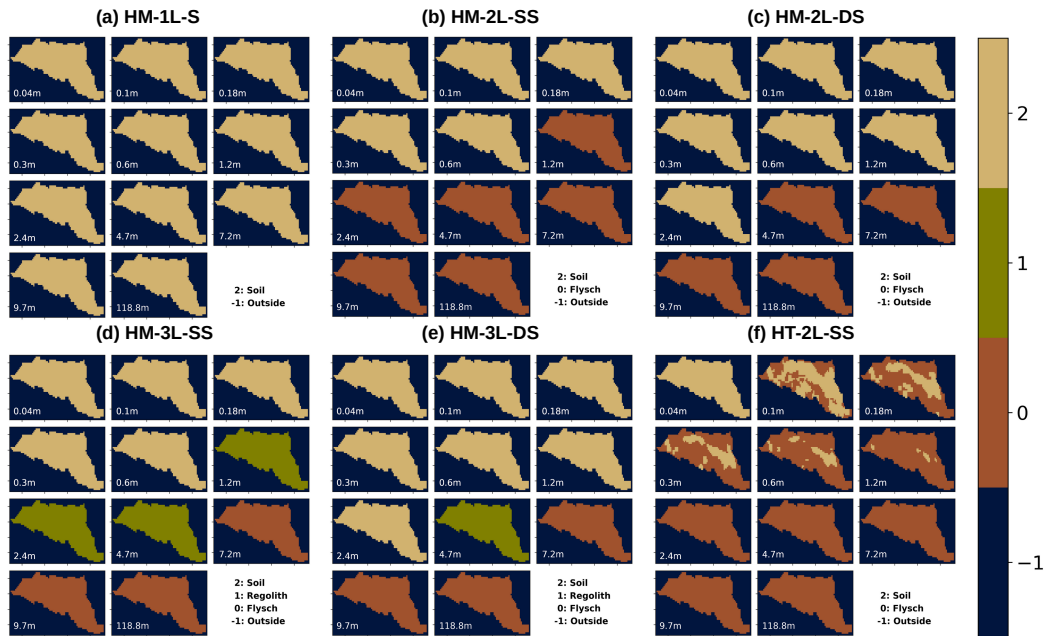 (a) HM-1L-S
0.04m
0.1m
0.18m
0.3m
0.6m
1.2m
2.4m
4.7m
7.2m
9.7m
118.8m
2: Soil
-1: Outside
(b) HM-2L-SS
0.04m
0.1m
0.18m
0.3m
0.6m
1.2m
2.4m
4.7m
7.2m
9.7m
118.8m
2: Soil
0: Flysch
-1: Outside
(c) HM-2L-DS
0.04m
0.1m
0.18m
0.3m
0.6m
1.2m
2.4m
4.7m
7.2m
9.7m
118.8m
2: Soil
0: Flysch
-1: Outside
(d) HM-3L-SS
0.04m
0.1m
0.18m
0.3m
0.6m
1.2m
2.4m
4.7m
7.2m
9.7m
118.8m
2: Soil
1: Regolith
0: Flysch
-1: Outside
(e) HM-3L-DS
0.04m
0.1m
0.18m
0.3m
0.6m
1.2m
2.4m
4.7m
7.2m
9.7m
118.8m
2: Soil
1: Regolith
0: Flysch
-1: Outside
(f) HT-2L-SS
0.04m
0.1m
0.18m
0.3m
0.6m
1.2m
2.4m
4.7m
7.2m
9.7m
118.8m
2: Soil
0: Flysch
-1: Outside
2
1
0
−1